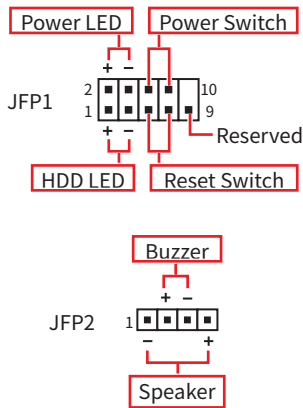 Power LED Power Switch
+ −
2 10
JFP1
1 9
+ −
Reserved
HDD LED Reset Switch
Buzzer
+ −
JFP2 1
− +
Speaker